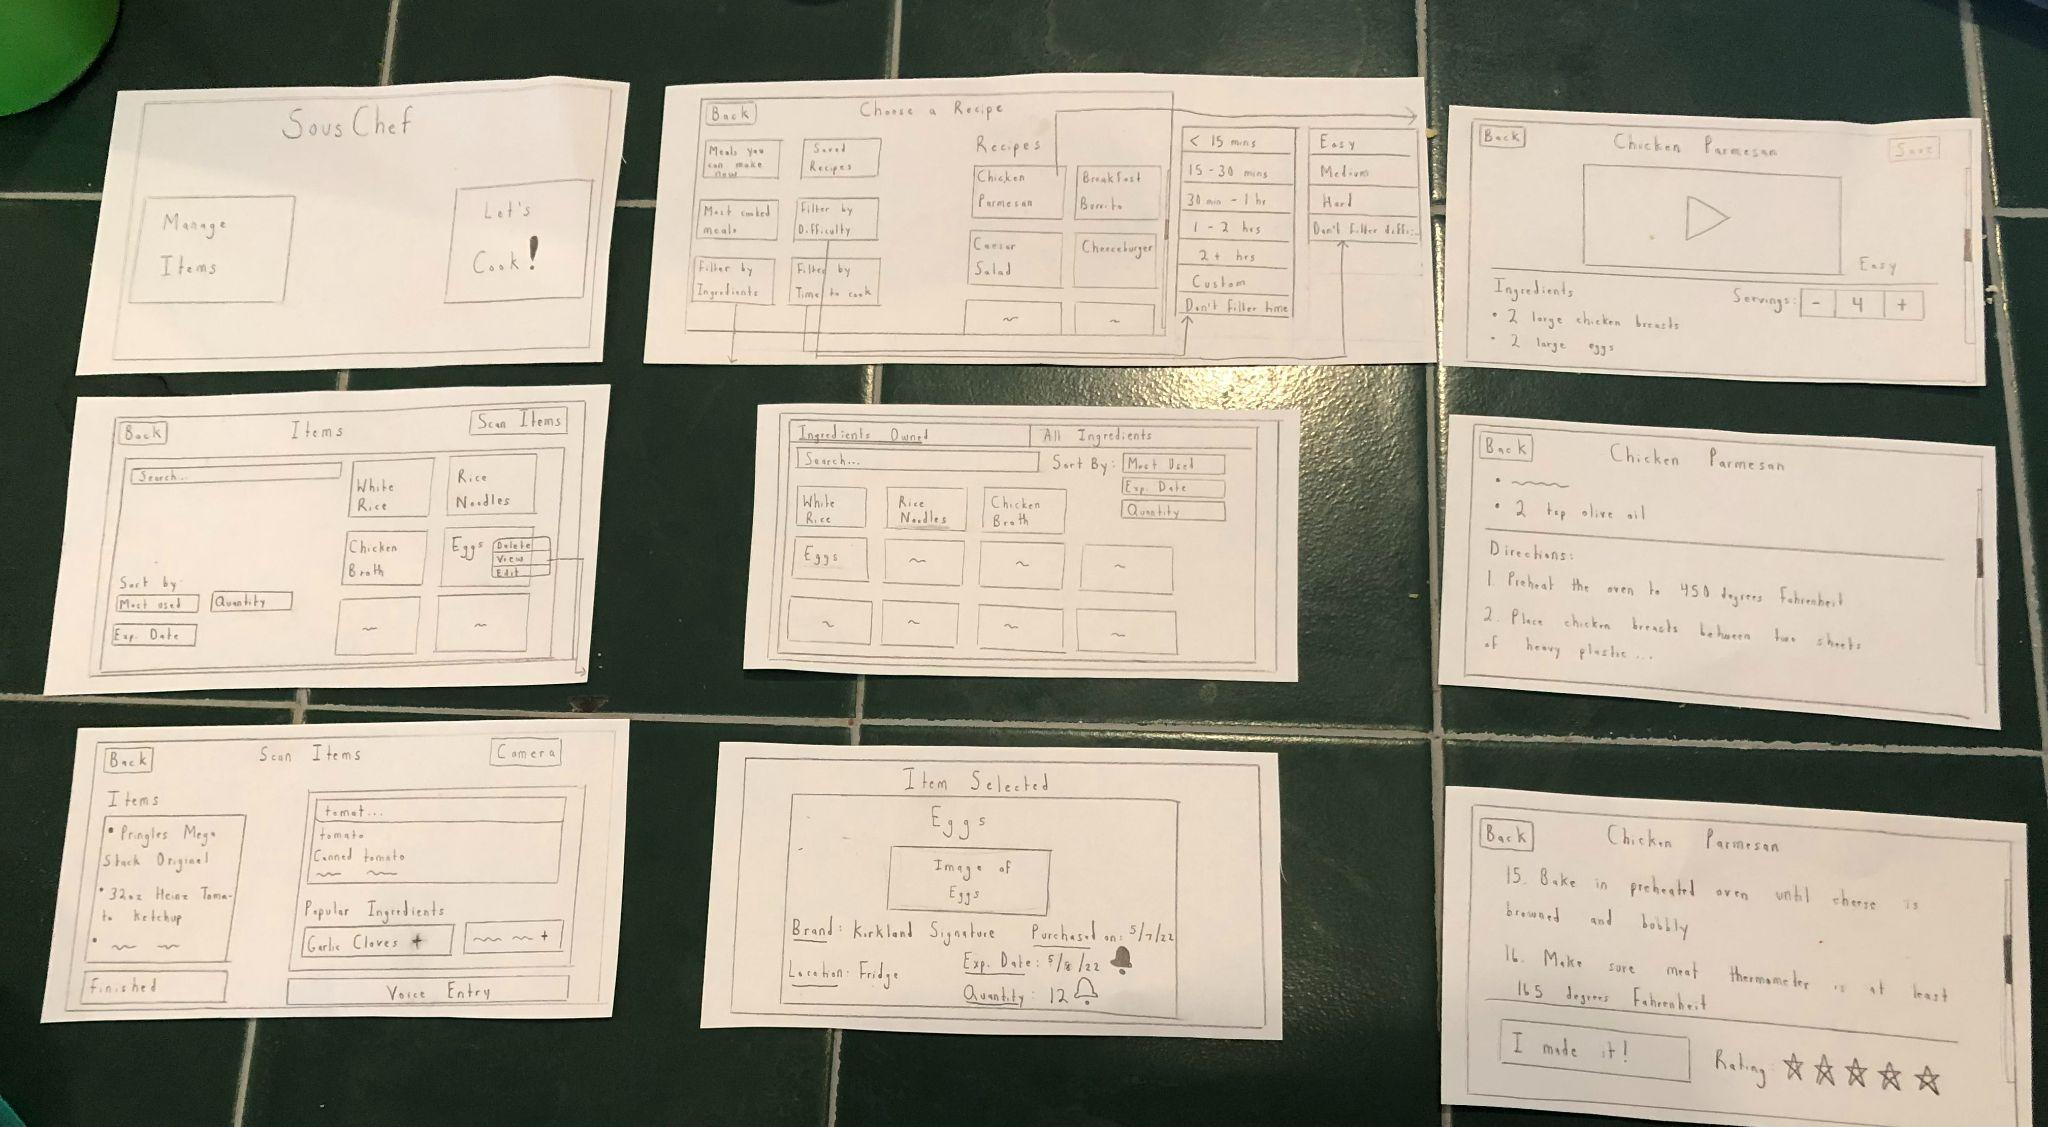 Sous Chef
Manage
Items
Let's
Cook!
Back
Choose a Recipe
Meals you
can make
now
Saved
Recipes
Most cooked
meals
Filter by
Difficulty
Filter by
Ingredients
Filter by
Time to cook
Recipes
Chicken
Parmesan
Breakfast
Burrito
Caesar
Salad
Cheeseburger
< 15 mins
15 - 30 mins
30 min - 1 hr
1 - 2 hrs
2+ hrs
Custom
Don't filter time
Easy
Medium
Hard
Don't filter diffi...
Back
Chicken Parmesan
Save
Easy
Ingredients
Servings: - 4 +
• 2 large chicken breasts
• 2 large eggs
Back
Items
Scan Items
Search...
White
Rice
Rice
Noodles
Chicken
Broth
Eggs
Delete
View
Edit
Sort by:
Most used
Quantity
Exp. Date
Ingredients Owned
All Ingredients
Search...
Sort By:
Most Used
Exp. Date
Quantity
White
Rice
Rice
Noodles
Chicken
Broth
Eggs
Back
Chicken Parmesan
• 2 tsp olive oil
Directions:
1. Preheat the oven to 450 degrees Fahrenheit
2. Place chicken breasts between two sheets
of heavy plastic...
Back
Scan Items
Camera
Items
• Pringles Mega
Stack Original
• 32oz Heinz Toma-
to Ketchup
Finished
tomat...
tomato
Canned tomato
Popular Ingredients
Garlic Cloves +
+
Voice Entry
Item Selected
Eggs
Image of
Eggs
Brand: Kirkland Signature
Purchased on: 5/7/22
Location: Fridge
Exp. Date: 5/8/22
Quantity: 12
Back
Chicken Parmesan
15. Bake in preheated oven until cheese is
browned and bubbly
16. Make sure meat thermometer is at least
165 degrees Fahrenheit
I made it!
Rating: